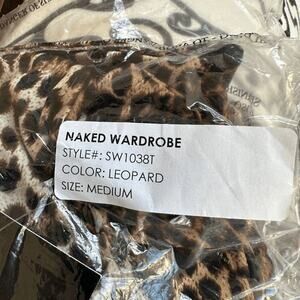 NAKED WARDROBE
STYLE#: SW1038T
COLOR: LEOPARD
SIZE: MEDIUM